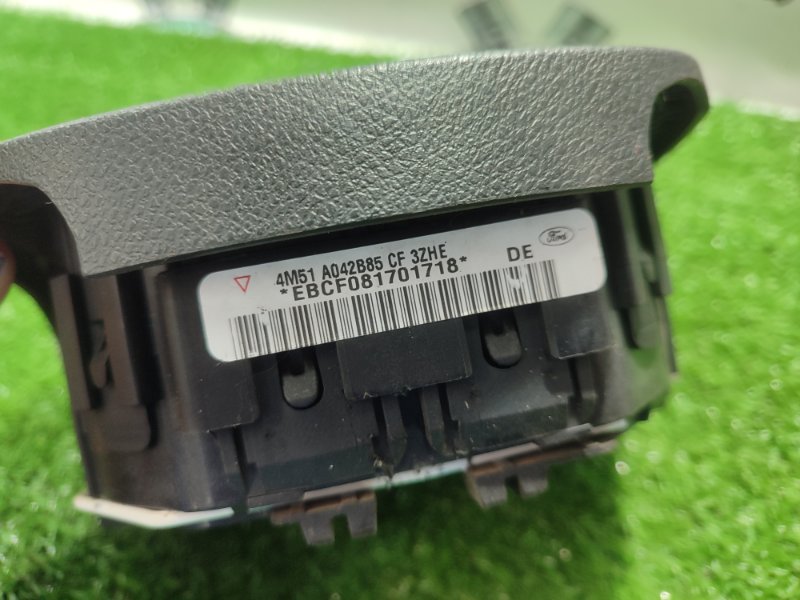 4M51 A042B85 CF 3ZHE
*EBCF081701718*
DE
Ford